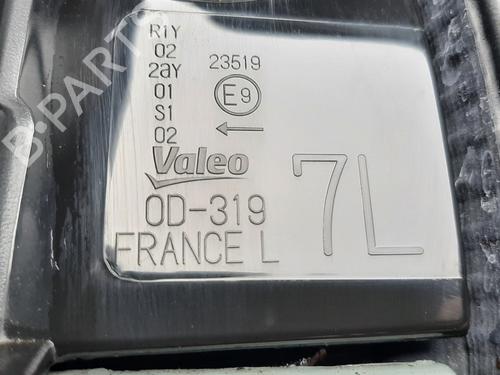 R1Y
02
2aY 23519
01 E9
S1
02 ←
Valeo
OD-319 7L
FRANCE L
B-PARTS